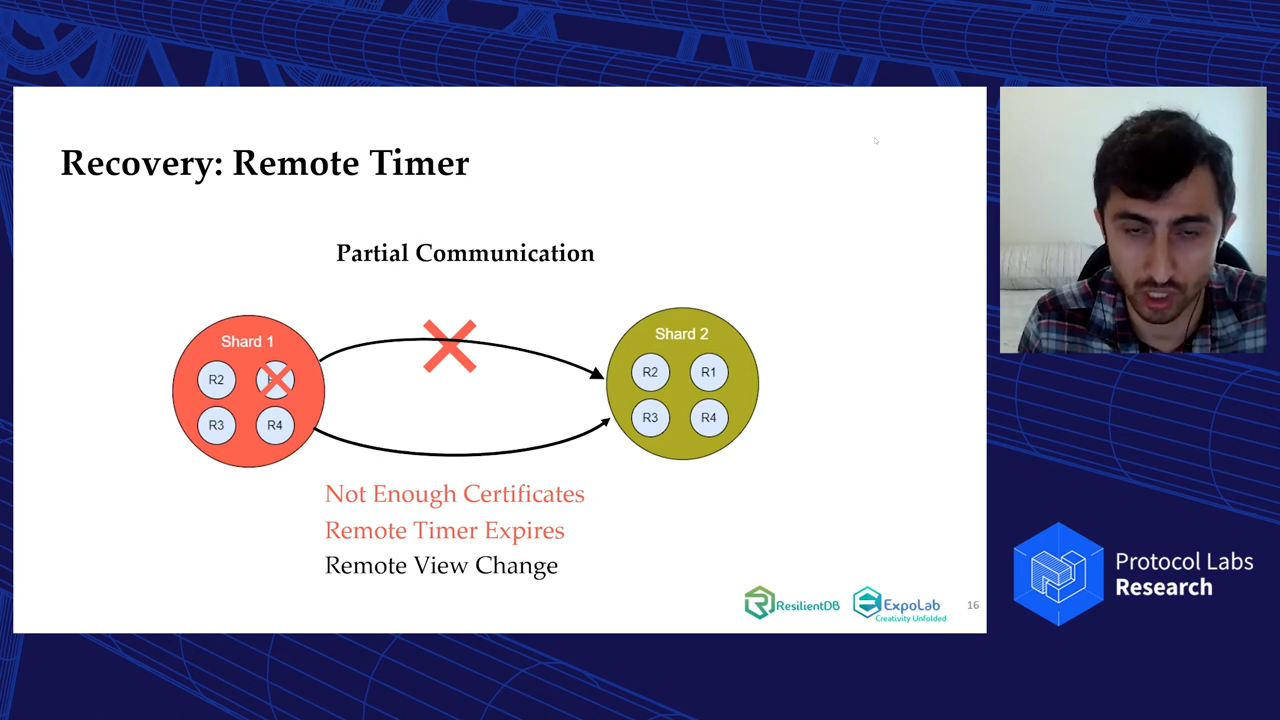 Recovery: Remote Timer
Partial Communication
Shard 1
R2
R3
R4
Shard 2
R2
R1
R3
R4
Not Enough Certificates
Remote Timer Expires
Remote View Change
ResilientDB
ExpoLab
Creativity Unfolded
16
Protocol Labs
Research